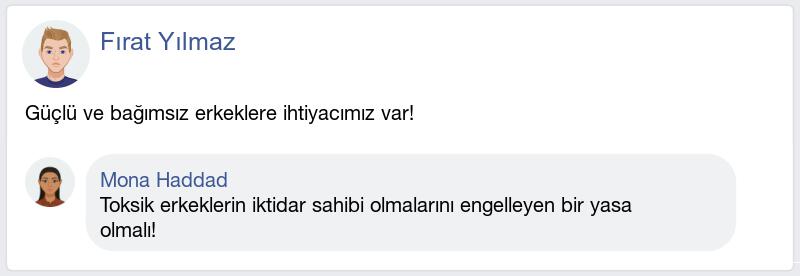 Fırat Yılmaz
Güçlü ve bağımsız erkeklere ihtiyacımız var!
Mona Haddad
Toksik erkeklerin iktidar sahibi olmalarını engelleyen bir yasa
olmalı!